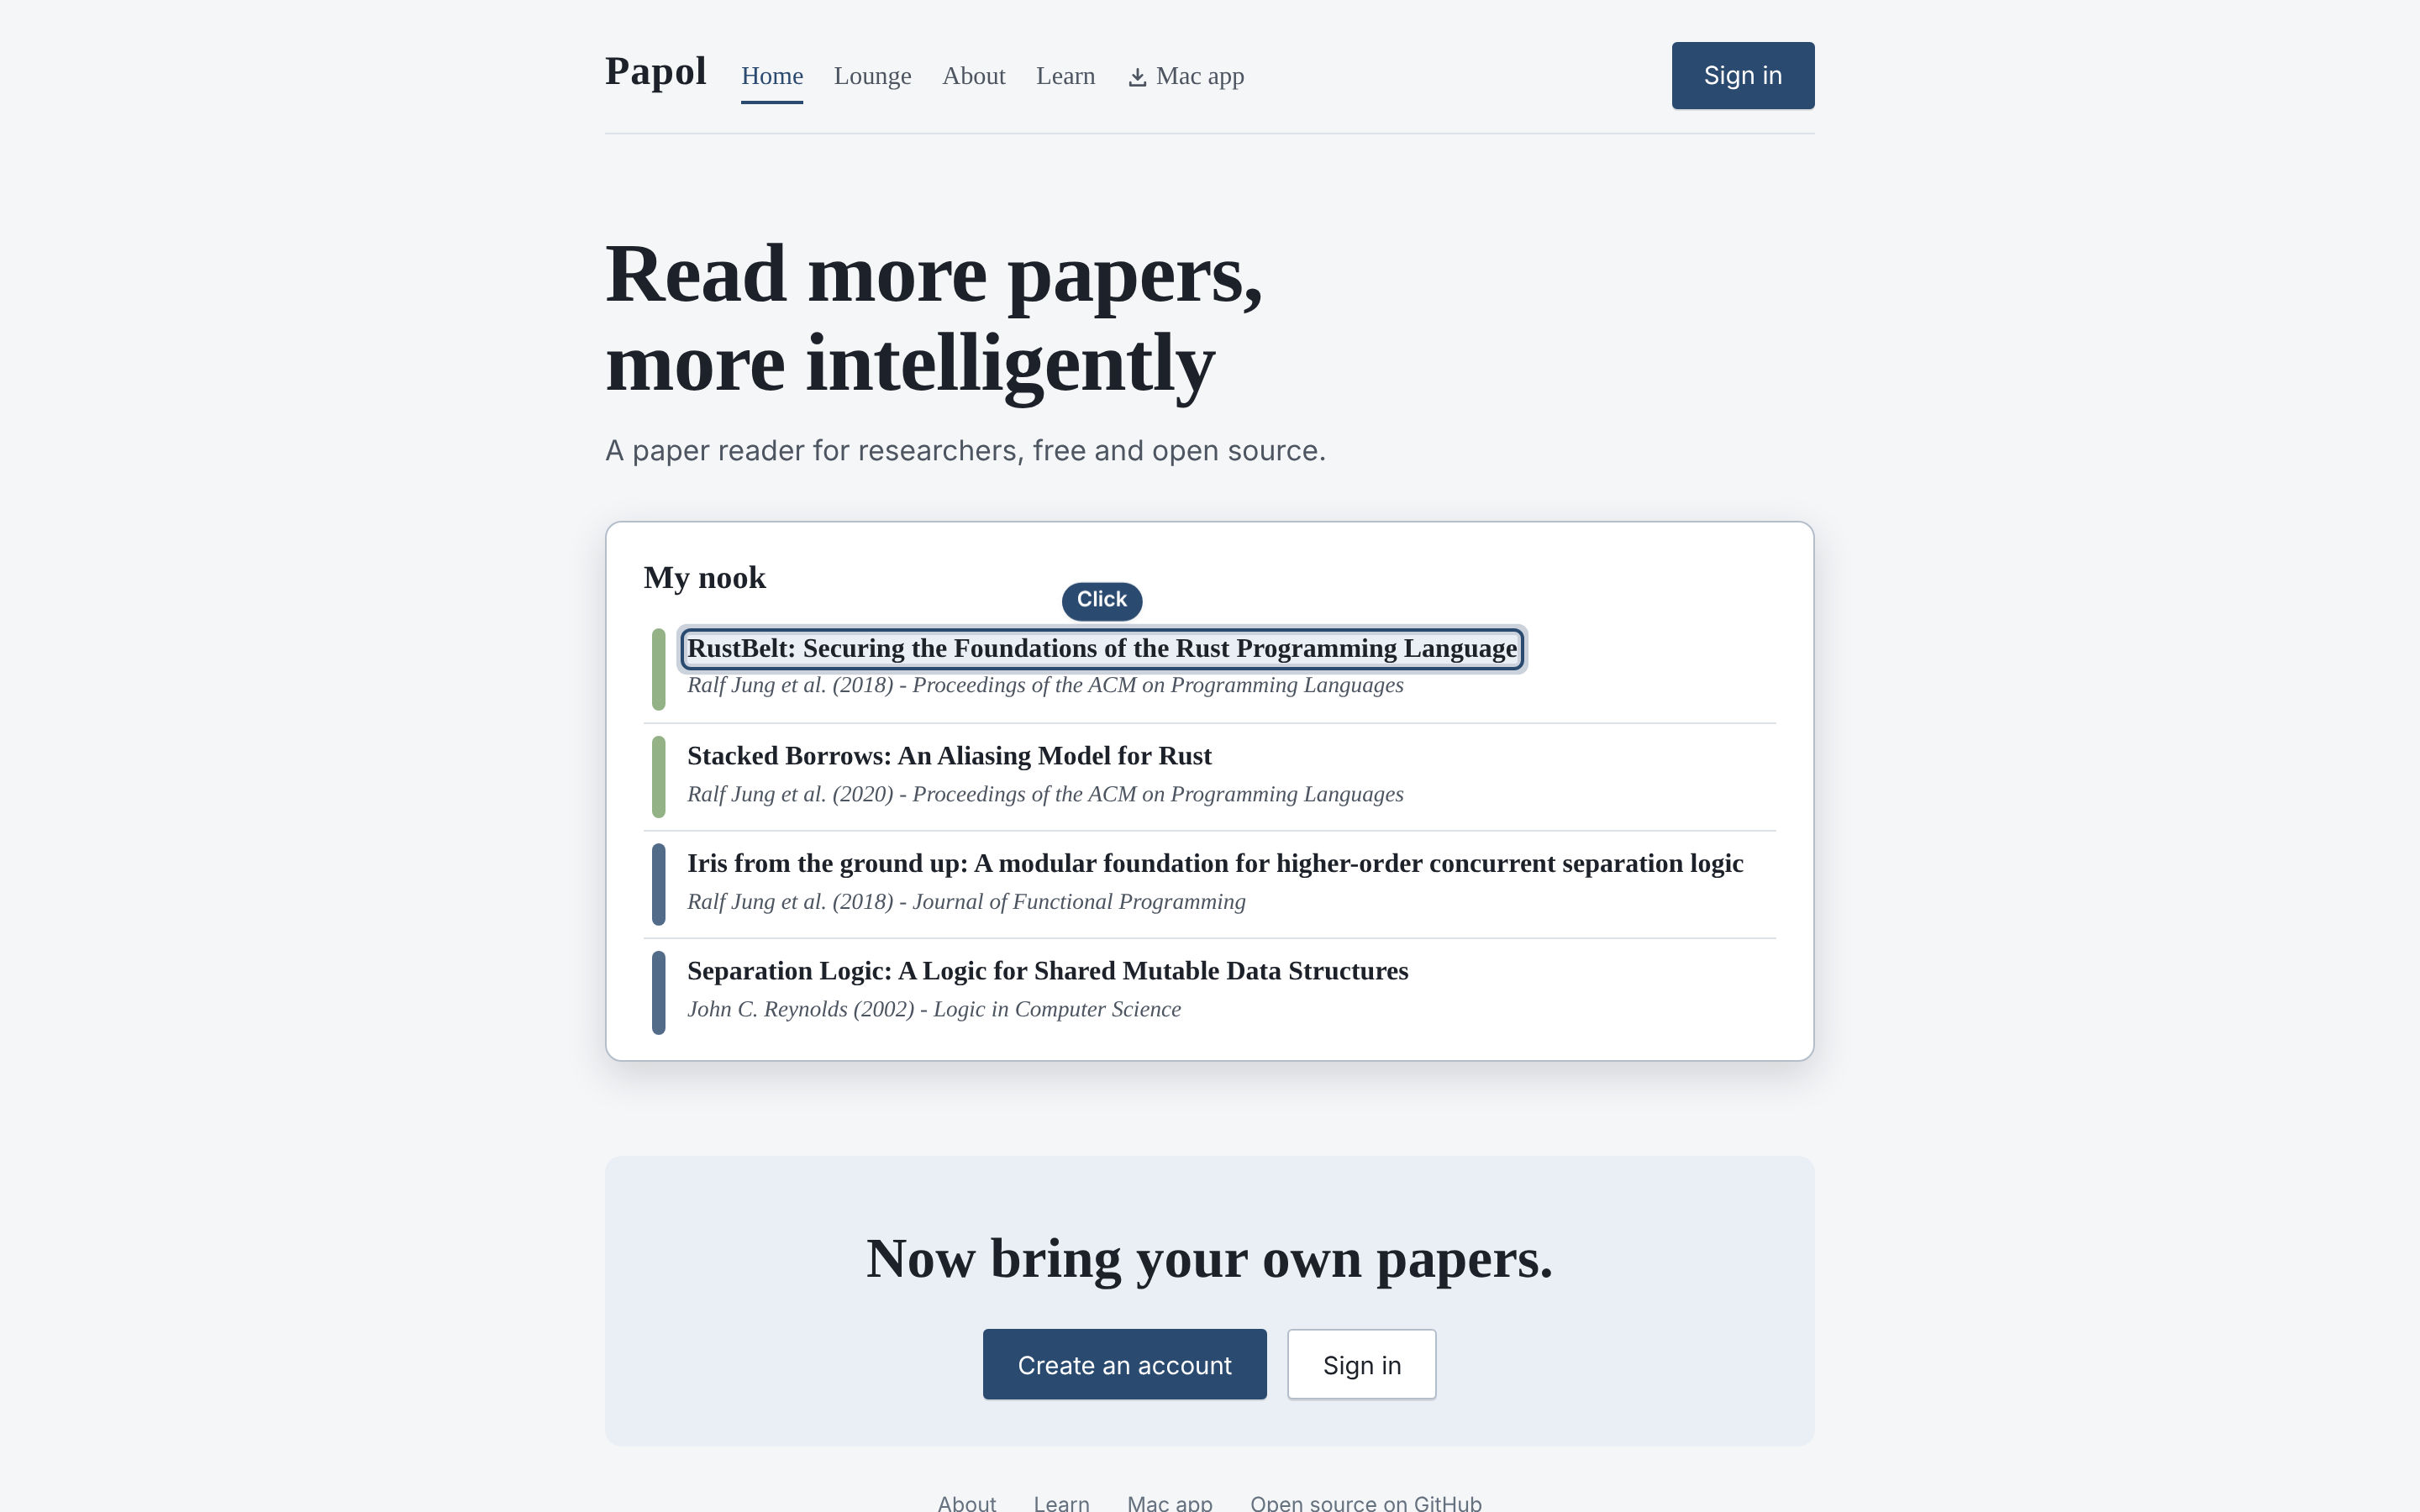 Papol Home Lounge About Learn Mac app Sign in
Read more papers,
more intelligently
A paper reader for researchers, free and open source.
My nook
Click
RustBelt: Securing the Foundations of the Rust Programming Language
Ralf Jung et al. (2018) - Proceedings of the ACM on Programming Languages
Stacked Borrows: An Aliasing Model for Rust
Ralf Jung et al. (2020) - Proceedings of the ACM on Programming Languages
Iris from the ground up: A modular foundation for higher-order concurrent separation logic
Ralf Jung et al. (2018) - Journal of Functional Programming
Separation Logic: A Logic for Shared Mutable Data Structures
John C. Reynolds (2002) - Logic in Computer Science
Now bring your own papers.
Create an account Sign in
About Learn Mac app Open source on GitHub